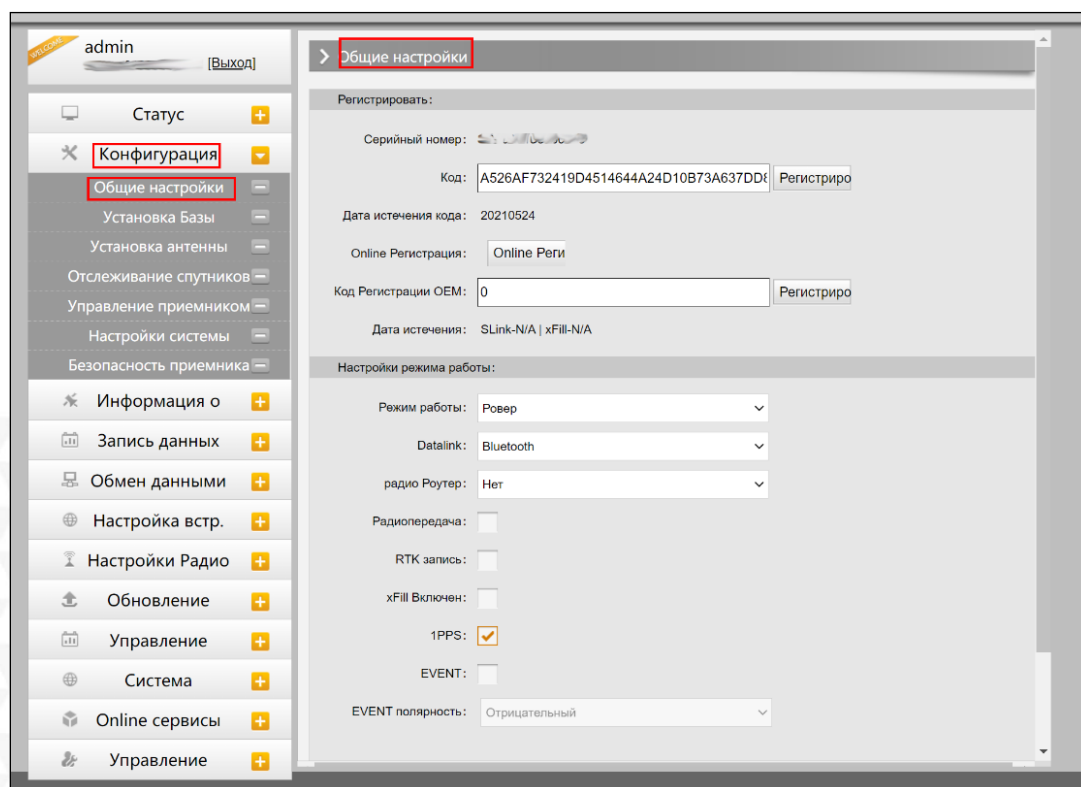 WELCOME
admin
[Выход]
Статус
Конфигурация
Общие настройки
Установка Базы
Установка антенны
Отслеживание спутников
Управление приемником
Настройки системы
Безопасность приемника
Информация о
Запись данных
Обмен данными
Настройка встр.
Настройки Радио
Обновление
Управление
Система
Online сервисы
Управление
Общие настройки
Регистрировать:
Серийный номер:
Код: A526AF732419D4514644A24D10B73A637DD8 Регистриро
Дата истечения кода: 20210524
Online Регистрация: Online Реги
Код Регистрации OEM: 0 Регистриро
Дата истечения: SLink-N/A | xFill-N/A
Настройки режима работы:
Режим работы: Ровер
Datalink: Bluetooth
радио Роутер: Нет
Радиопередача:
RTK запись:
xFill Включен:
1PPS:
EVENT:
EVENT полярность: Отрицательный